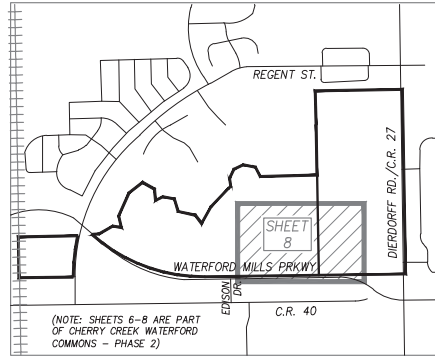 REGENT ST.
DIERDORFF RD./C.R. 27
SHEET
8
WATERFORD MILLS PRKWY
EDISON
DR.
C.R. 40
(NOTE: SHEETS 6-8 ARE PART
OF CHERRY CREEK WATERFORD
COMMONS - PHASE 2)